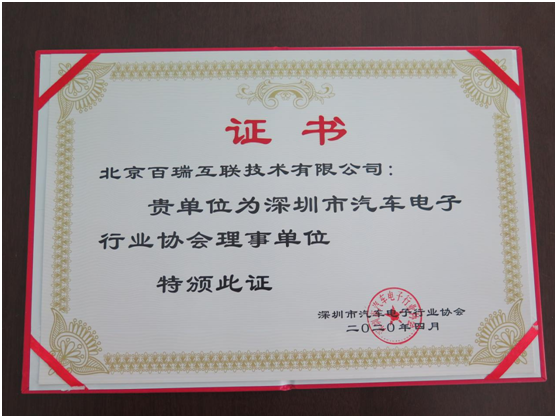 证书
北京百瑞互联技术有限公司：
贵单位为深圳市汽车电子
行业协会理事单位
特颁此证
深圳市汽车电子行业协会
二〇二〇年四月